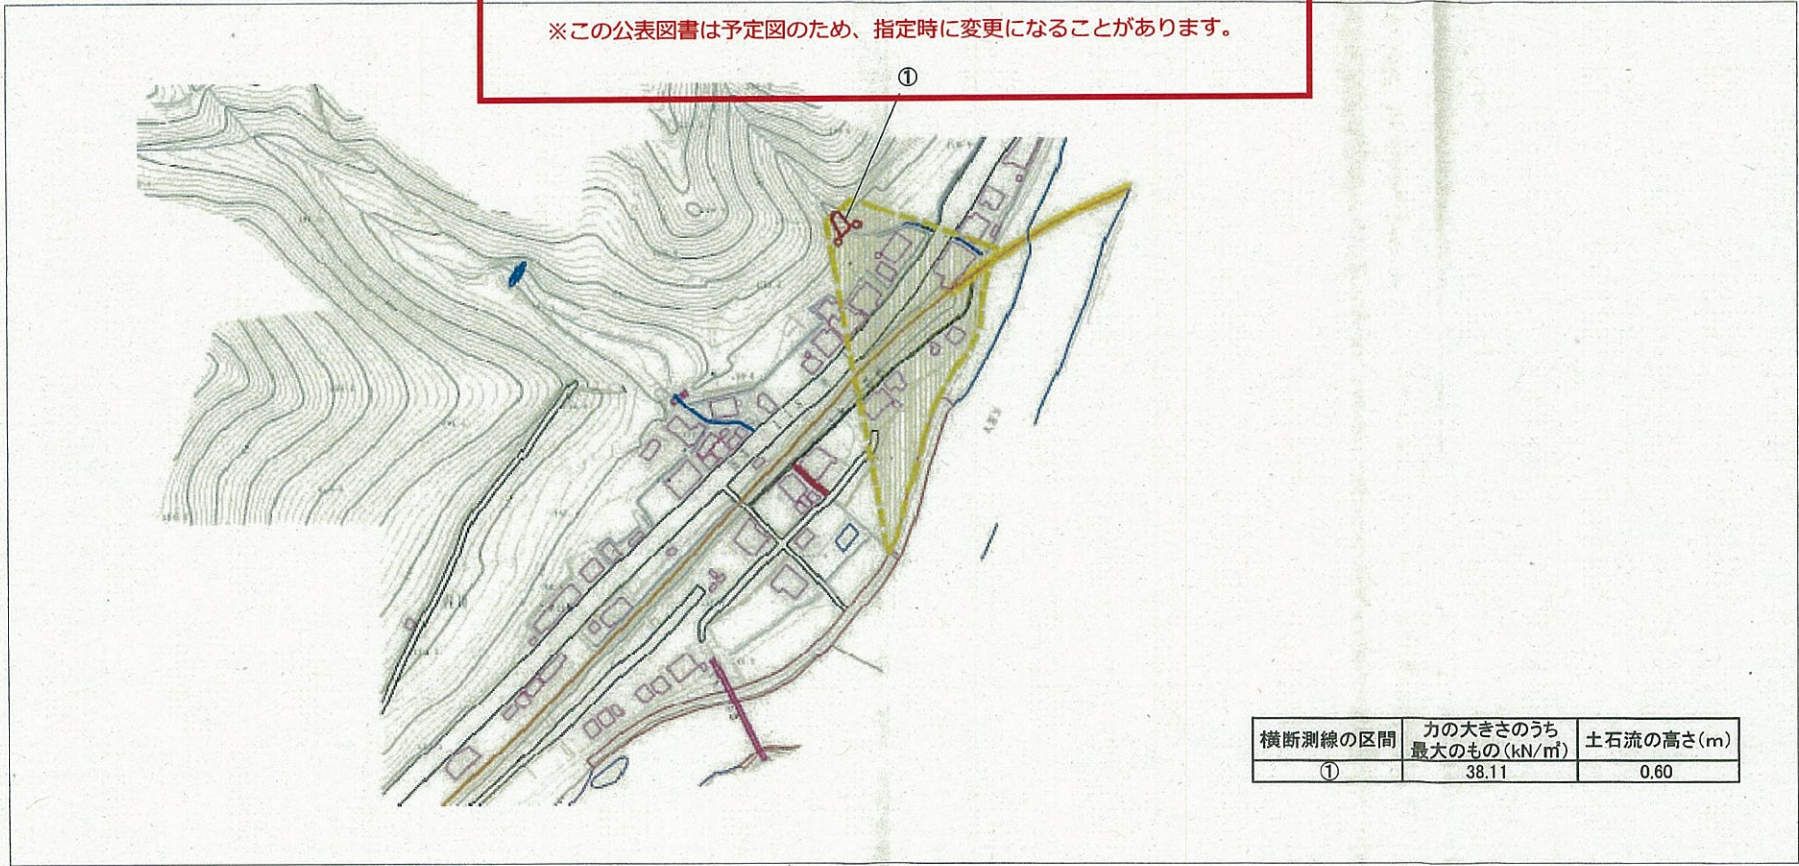 ※この公表図書は予定図のため、指定時に変更になることがあります。
①
横断測線の区間
力の大きさのうち
最大のもの(kN/㎡)
土石流の高さ(m)
①
38.11
0.60